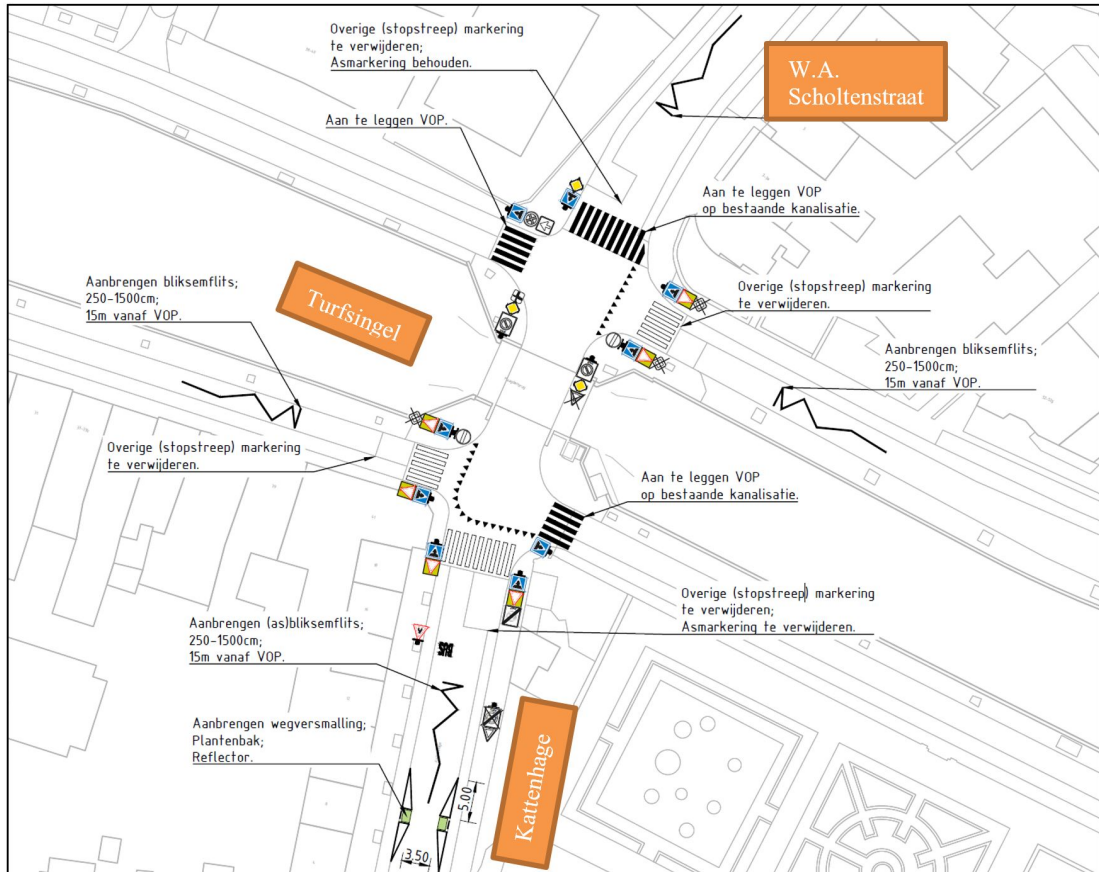 Overige (stopstreep) markering
te verwijderen;
Asmarkering behouden.
W.A.
Scholtenstraat
Aan te leggen VOP.
Aan te leggen VOP
op bestaande kanalisatie.
Aanbrengen bliksemflits;
250-1500cm;
15m vanaf VOP.
Turfsingel
Overige (stopstreep) markering
te verwijderen.
Aanbrengen bliksemflits;
250-1500cm;
15m vanaf VOP.
Overige (stopstreep) markering
te verwijderen.
Aan te leggen VOP
op bestaande kanalisatie.
Overige (stopstreep) markering
te verwijderen;
Asmarkering te verwijderen.
Aanbrengen (as)bliksemflits;
250-1500cm;
15m vanaf VOP.
Aanbrengen wegversmalling;
Plantenbak;
Reflector.
Kattenhage
5.00
3.50